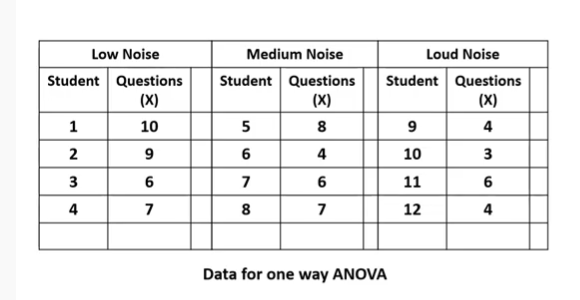 Low Noise Medium Noise Loud Noise
Student Questions (X) Student Questions (X) Student Questions (X)
1 10 5 8 9 4
2 9 6 4 10 3
3 6 7 6 11 6
4 7 8 7 12 4
Data for one way ANOVA